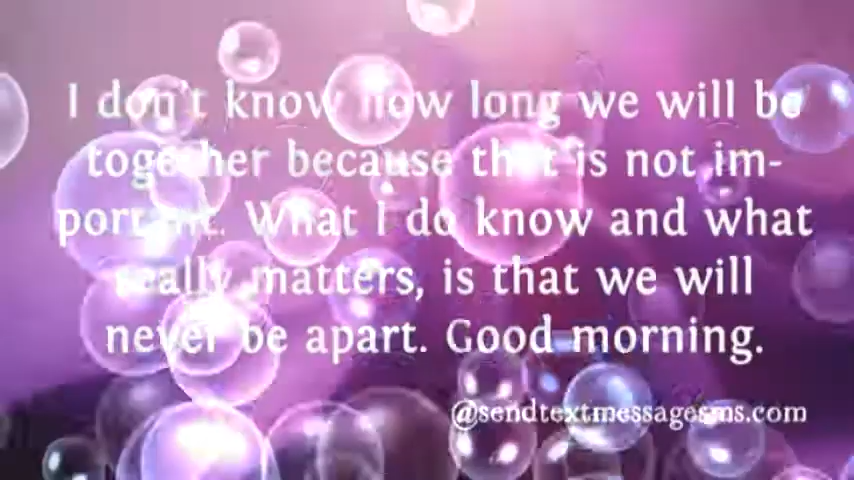 I don't know how long we will be
together because that is not im-
portant. What I do know and what
really matters, is that we will
never be apart. Good morning.
@sendtextmessagesms.com